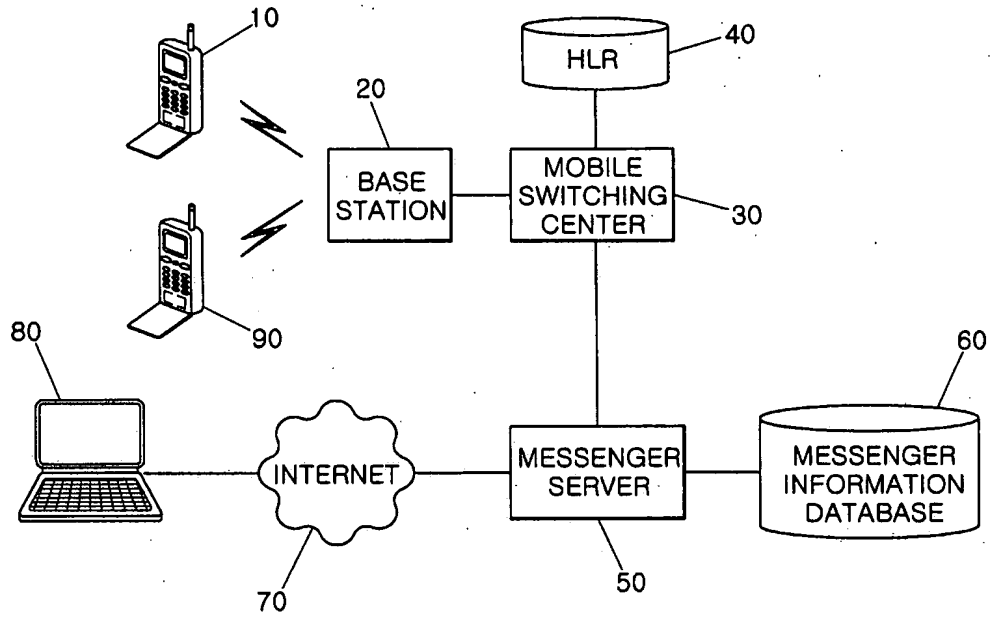 10
40
HLR
20
BASE
STATION
MOBILE
SWITCHING
CENTER
30
90
80
60
INTERNET
MESSENGER
SERVER
MESSENGER
INFORMATION
DATABASE
70
50